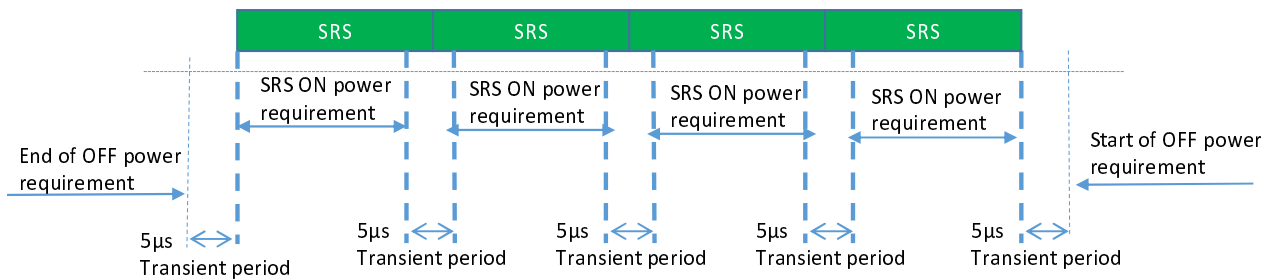 SRS
SRS
SRS
SRS
SRS ON power
requirement
SRS ON power
requirement
SRS ON power
requirement
SRS ON power
requirement
End of OFF power
requirement
Start of OFF power
requirement
5µs
Transient period
5µs
Transient period
5µs
Transient period
5µs
Transient period
5µs
Transient period